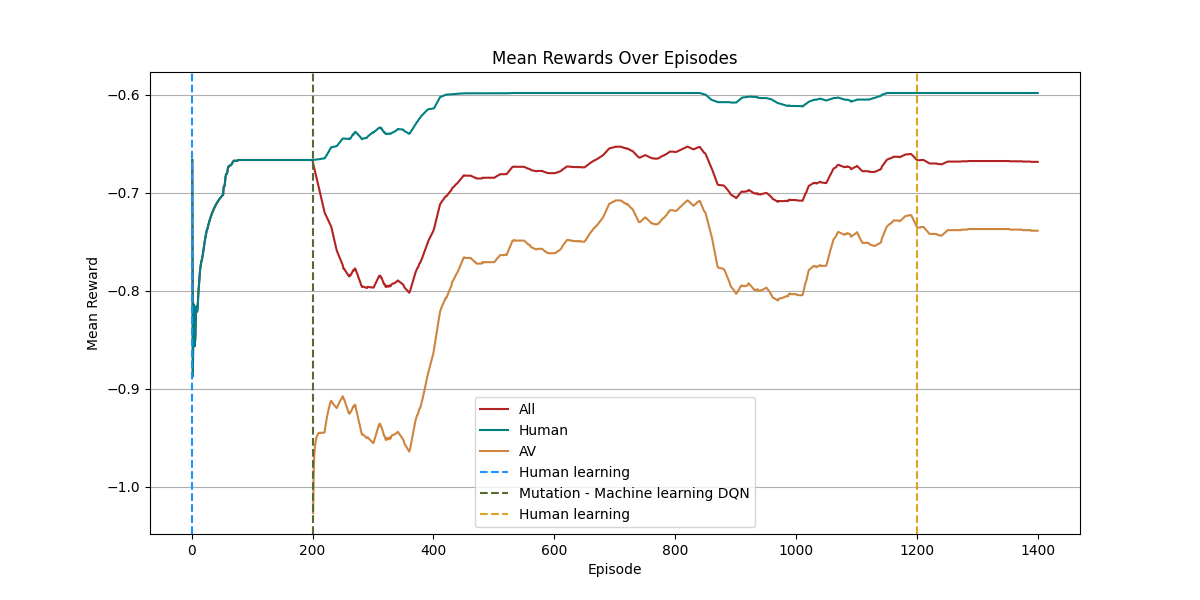 Mean Rewards Over Episodes
Mean Reward
−0.6
−0.7
−0.8
−0.9
−1.0
All
Human
AV
Human learning
Mutation - Machine learning DQN
Human learning
0 200 400 600 800 1000 1200 1400
Episode